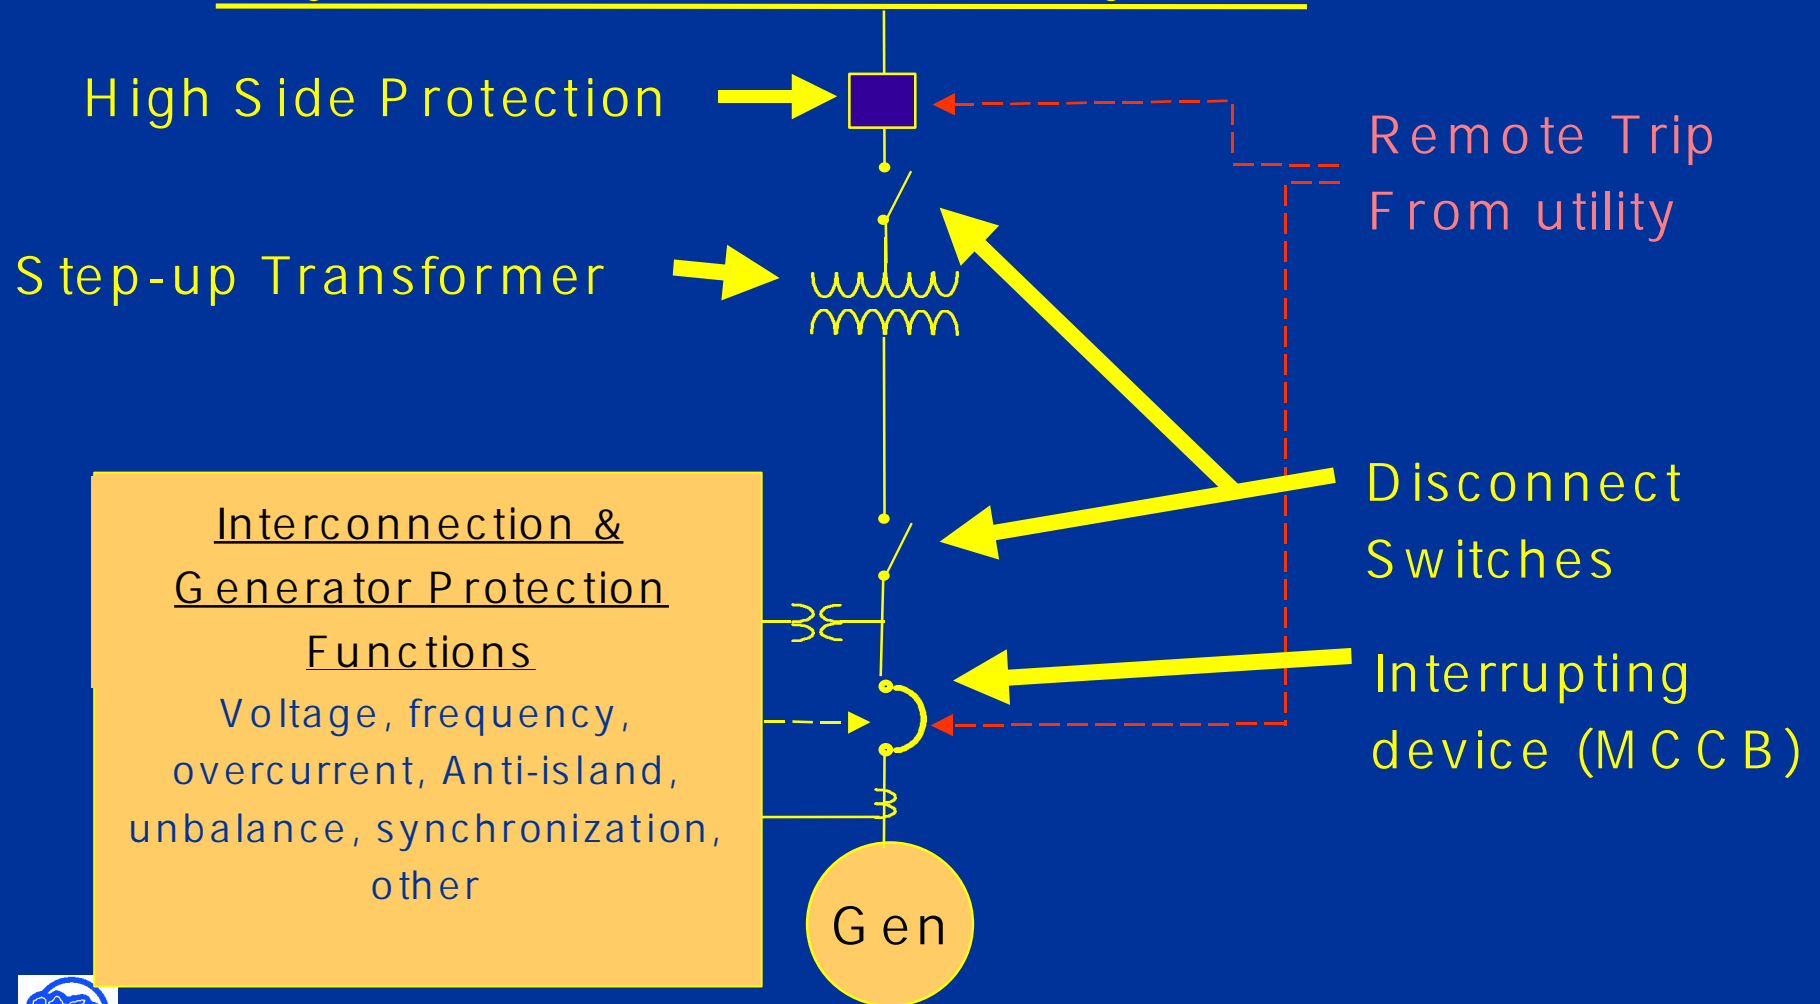 High Side Protection
Remote Trip
From utility
Step-up Transformer
Disconnect
Switches
Interconnection &
Generator Protection
Functions
Voltage, frequency,
overcurrent, Anti-island,
unbalance, synchronization,
other
Interrupting
device (MCCB)
Gen